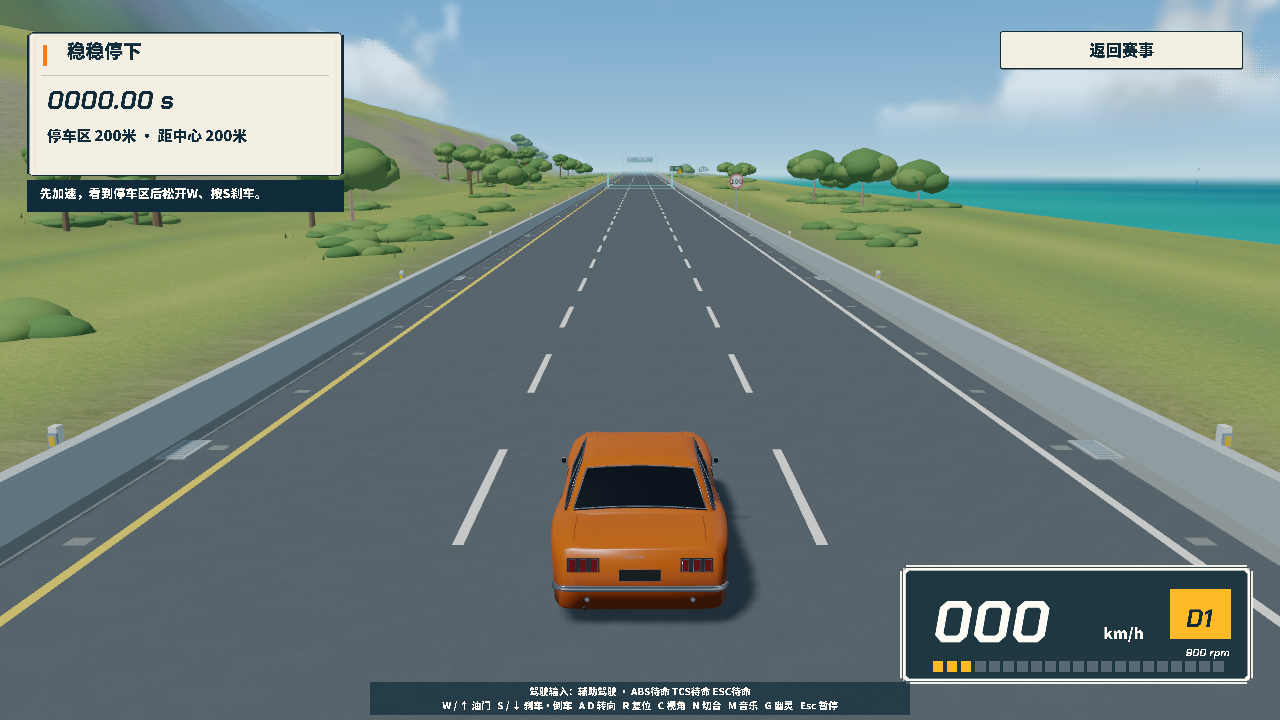 稳稳停下
0000.00 s
停车区 200米 · 距中心 200米
先加速，看到停车区后松开W、按S刹车。
返回赛事
100
000 km/h D1
900 rpm
驾驶输入：辅助驾驶 · ABS待命 TCS待命 ESC待命
W / ↑ 油门 S / ↓ 刹车·倒车 A D 转向 R 复位 C 视角 N 切台 M 音乐 G 幽灵 Esc 暂停